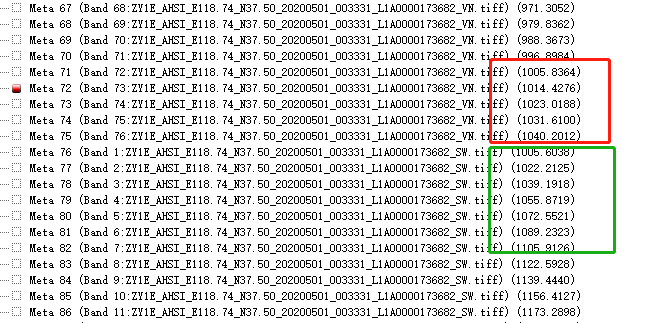 Meta 67 (Band 68:ZY1E_AHSI_E118.74_N37.50_20200501_003331_L1A0000173682_VN.tiff) (971.3052)
Meta 68 (Band 69:ZY1E_AHSI_E118.74_N37.50_20200501_003331_L1A0000173682_VN.tiff) (979.8362)
Meta 69 (Band 70:ZY1E_AHSI_E118.74_N37.50_20200501_003331_L1A0000173682_VN.tiff) (988.3673)
Meta 70 (Band 71:ZY1E_AHSI_E118.74_N37.50_20200501_003331_L1A0000173682_VN.tiff) (996.8984)
Meta 71 (Band 72:ZY1E_AHSI_E118.74_N37.50_20200501_003331_L1A0000173682_VN.tiff) (1005.8364)
Meta 72 (Band 73:ZY1E_AHSI_E118.74_N37.50_20200501_003331_L1A0000173682_VN.tiff) (1014.4276)
Meta 73 (Band 74:ZY1E_AHSI_E118.74_N37.50_20200501_003331_L1A0000173682_VN.tiff) (1023.0188)
Meta 74 (Band 75:ZY1E_AHSI_E118.74_N37.50_20200501_003331_L1A0000173682_VN.tiff) (1031.6100)
Meta 75 (Band 76:ZY1E_AHSI_E118.74_N37.50_20200501_003331_L1A0000173682_VN.tiff) (1040.2012)
Meta 76 (Band 1:ZY1E_AHSI_E118.74_N37.50_20200501_003331_L1A0000173682_SW.tiff) (1005.6038)
Meta 77 (Band 2:ZY1E_AHSI_E118.74_N37.50_20200501_003331_L1A0000173682_SW.tiff) (1022.2125)
Meta 78 (Band 3:ZY1E_AHSI_E118.74_N37.50_20200501_003331_L1A0000173682_SW.tiff) (1039.1918)
Meta 79 (Band 4:ZY1E_AHSI_E118.74_N37.50_20200501_003331_L1A0000173682_SW.tiff) (1055.8719)
Meta 80 (Band 5:ZY1E_AHSI_E118.74_N37.50_20200501_003331_L1A0000173682_SW.tiff) (1072.5521)
Meta 81 (Band 6:ZY1E_AHSI_E118.74_N37.50_20200501_003331_L1A0000173682_SW.tiff) (1089.2323)
Meta 82 (Band 7:ZY1E_AHSI_E118.74_N37.50_20200501_003331_L1A0000173682_SW.tiff) (1105.9126)
Meta 83 (Band 8:ZY1E_AHSI_E118.74_N37.50_20200501_003331_L1A0000173682_SW.tiff) (1122.5928)
Meta 84 (Band 9:ZY1E_AHSI_E118.74_N37.50_20200501_003331_L1A0000173682_SW.tiff) (1139.4440)
Meta 85 (Band 10:ZY1E_AHSI_E118.74_N37.50_20200501_003331_L1A0000173682_SW.tiff) (1156.4127)
Meta 86 (Band 11:ZY1E_AHSI_E118.74_N37.50_20200501_003331_L1A0000173682_SW.tiff) (1173.2898)